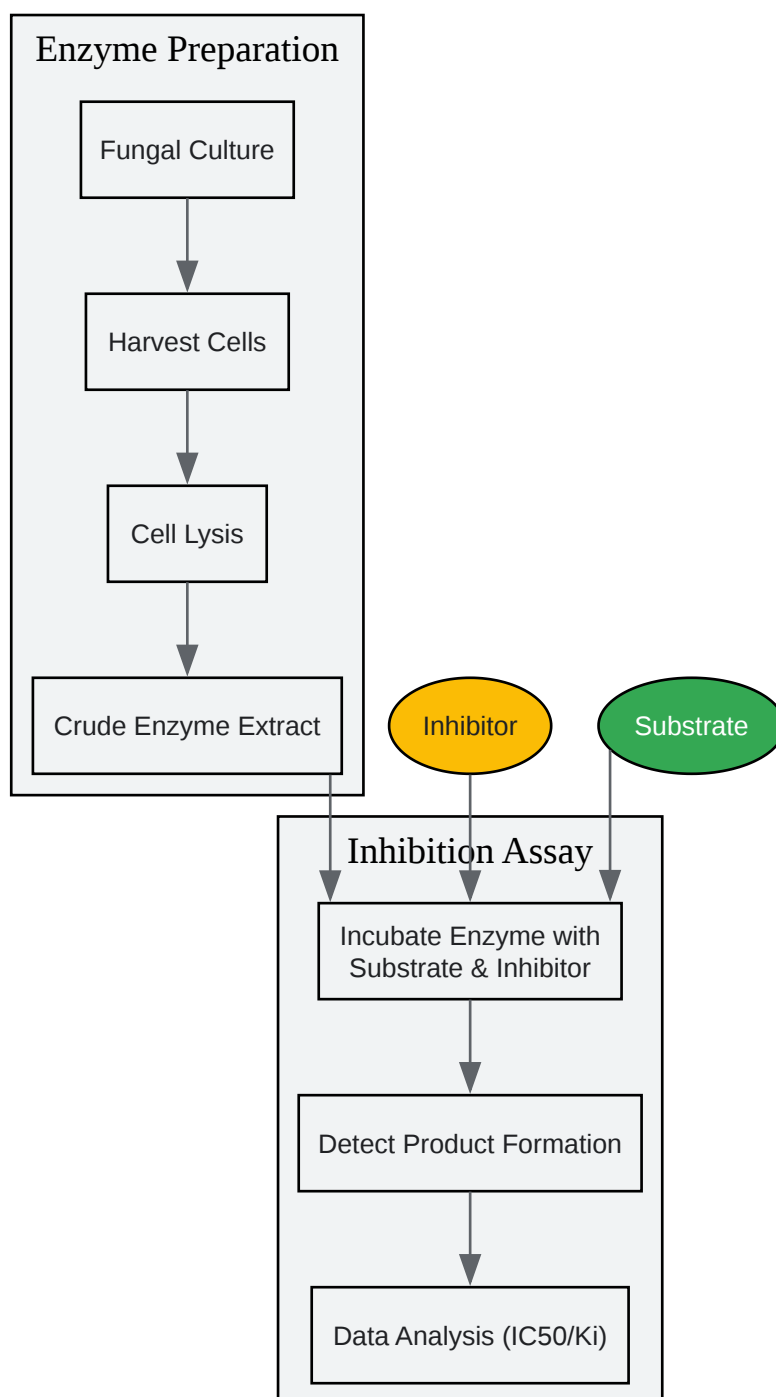 Enzyme Preparation
Fungal Culture
Harvest Cells
Cell Lysis
Crude Enzyme Extract
Inhibitor
Substrate
Inhibition Assay
Incubate Enzyme with
Substrate & Inhibitor
Detect Product Formation
Data Analysis (IC50/Ki)